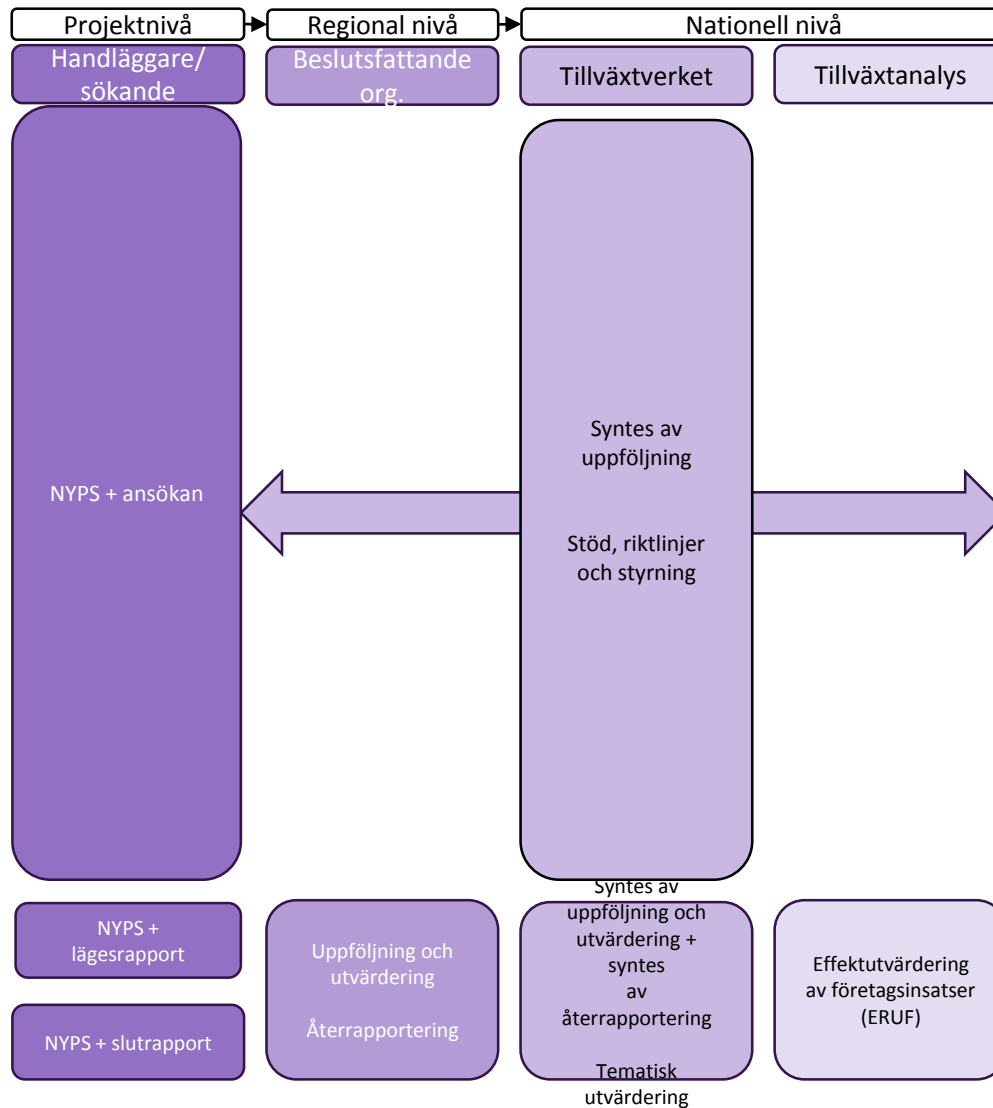 Projektnivå
Regional nivå
Nationell nivå
Handläggare/
sökande
Beslutsfattande
org.
Tillväxtverket
Tillväxtanalys
NYPS + ansökan
Syntes av
uppföljning
Stöd, riktlinjer
och styrning
NYPS +
lägesrapport
NYPS + slutrapport
Uppföljning och
utvärdering
Återrapportering
Syntes av
uppföljning och
utvärdering +
syntes
av
återrapportering
Tematisk
utvärdering
Effektutvärdering
av företagsinsatser
(ERUF)